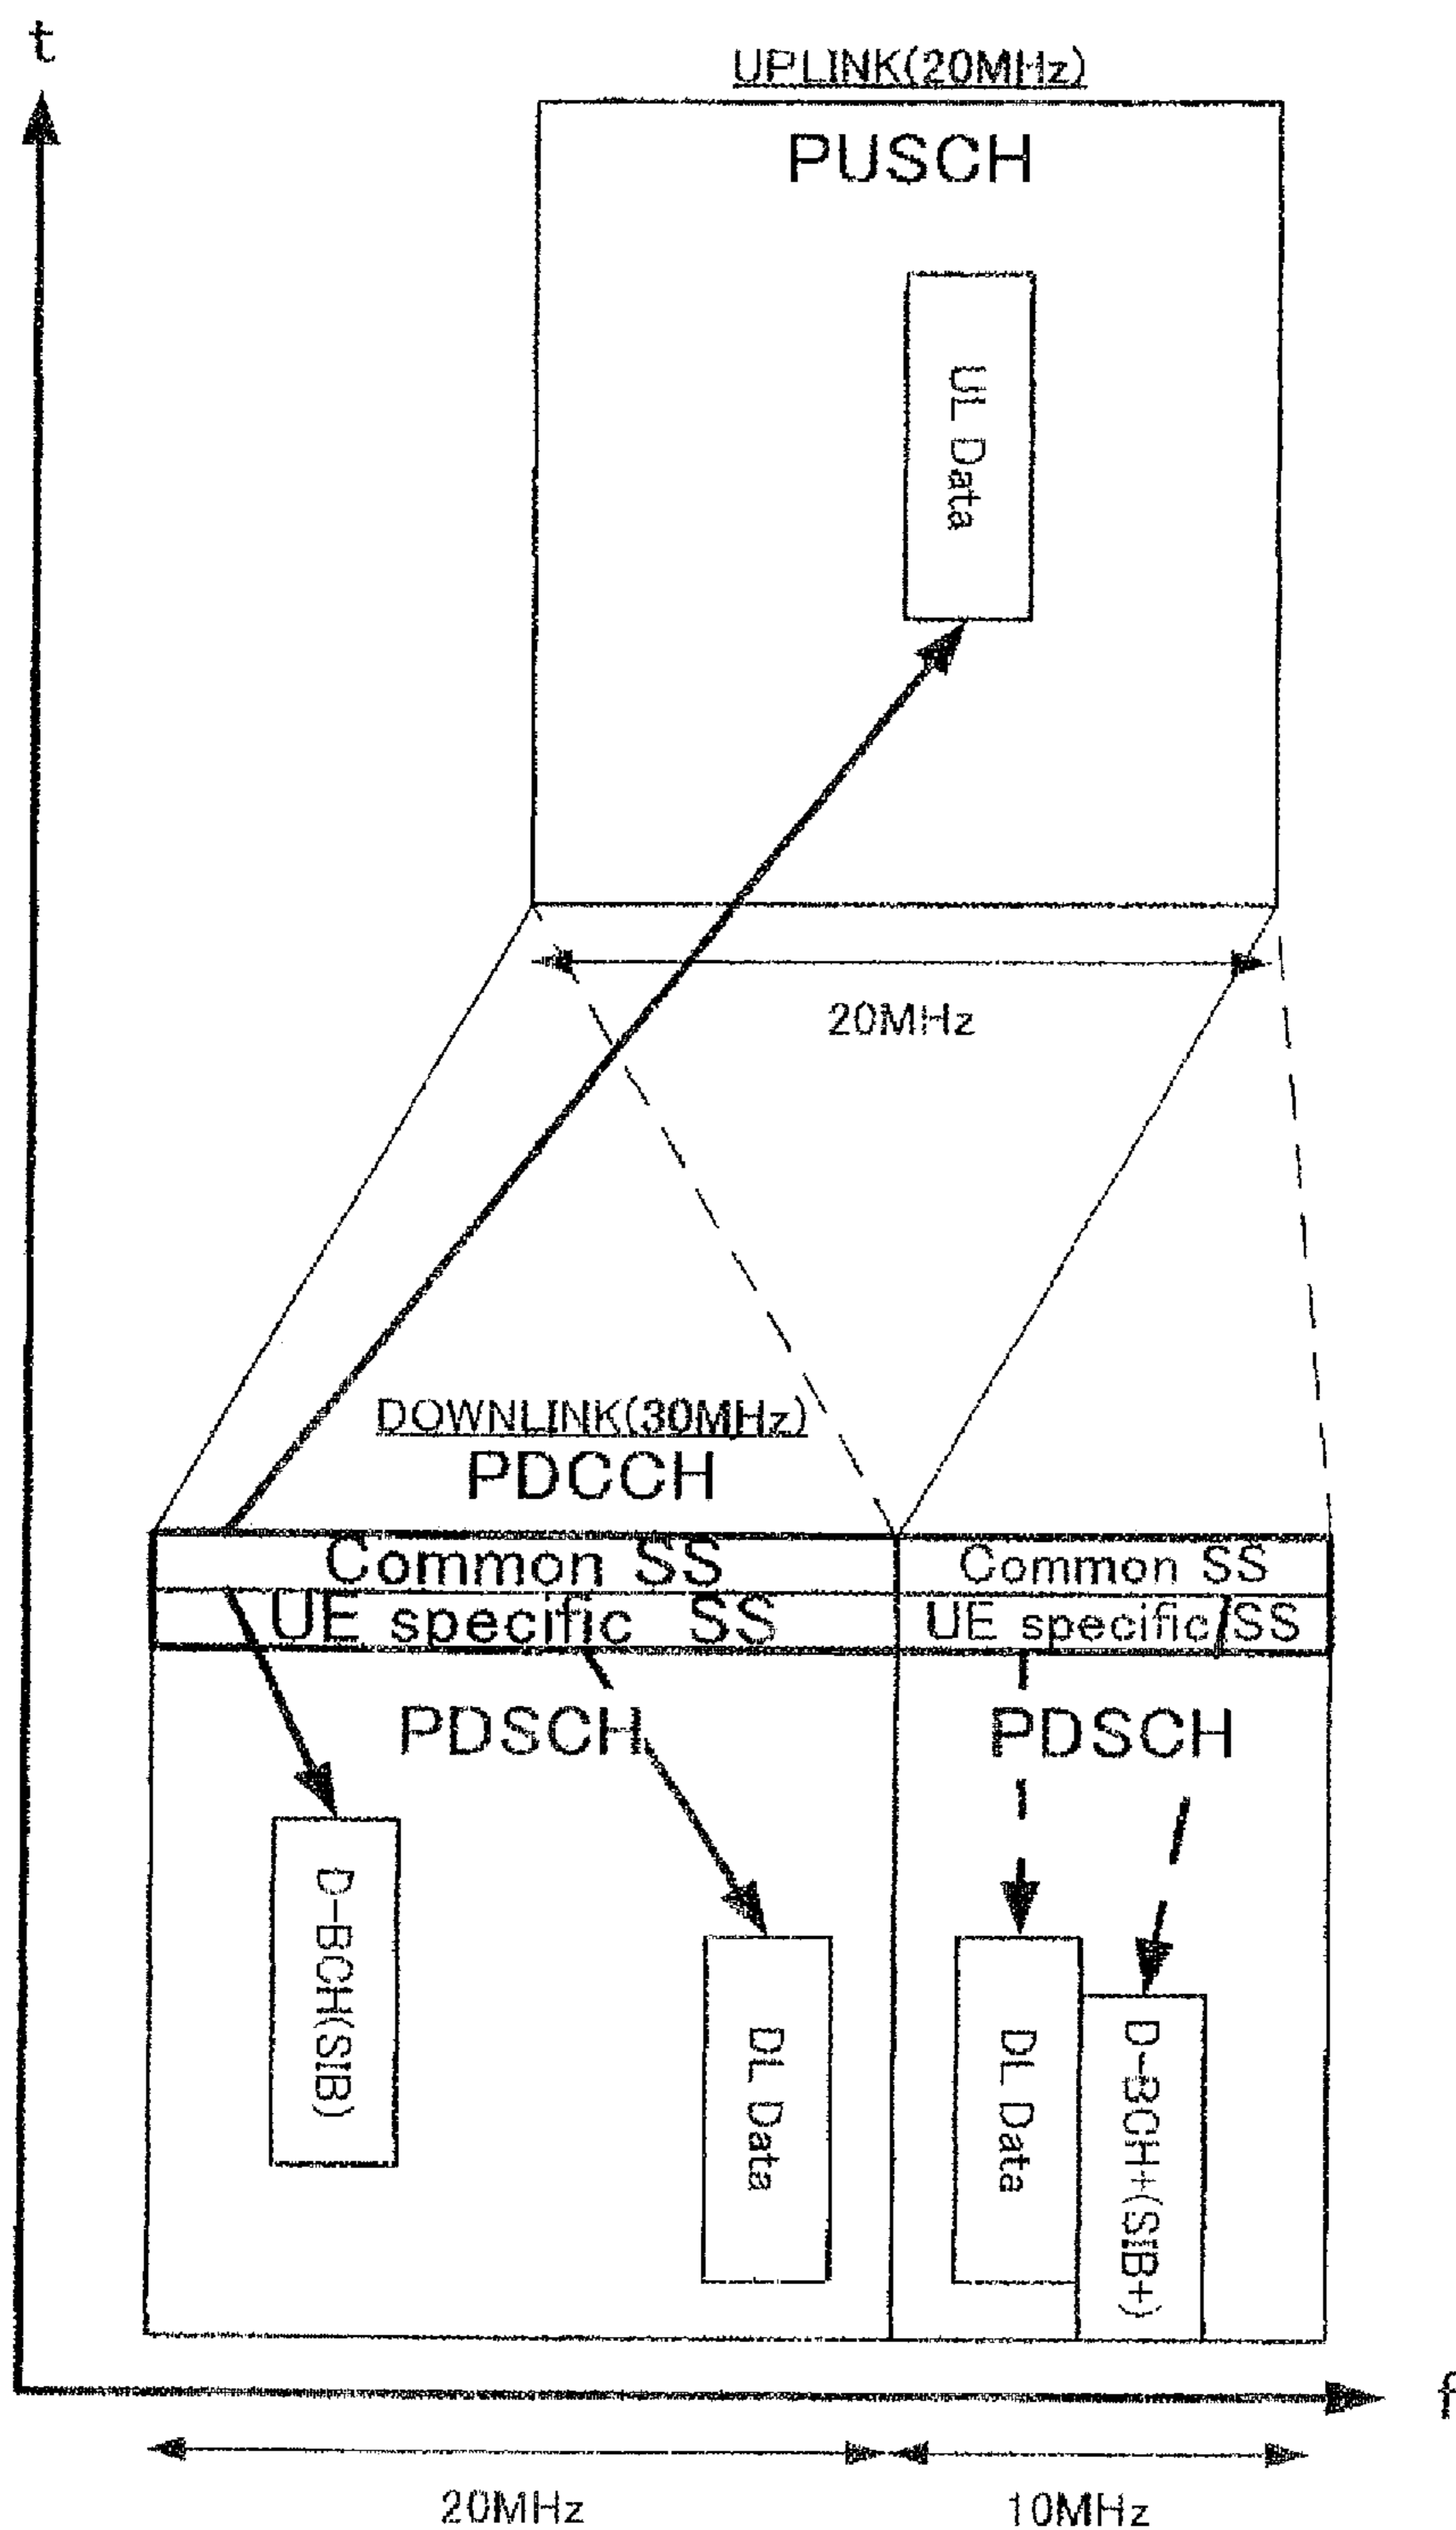 t
UPLINK(20MHz)
PUSCH
UL Data
20MHz
DOWNLINK(30MHz)
PDCCH
Common SS
Common SS
UE specific SS
UE specific SS
PDSCH
PDSCH
D-BCH(SIB)
DL Data
DL Data
D-BCH+(SIB+)
f
20MHz
10MHz